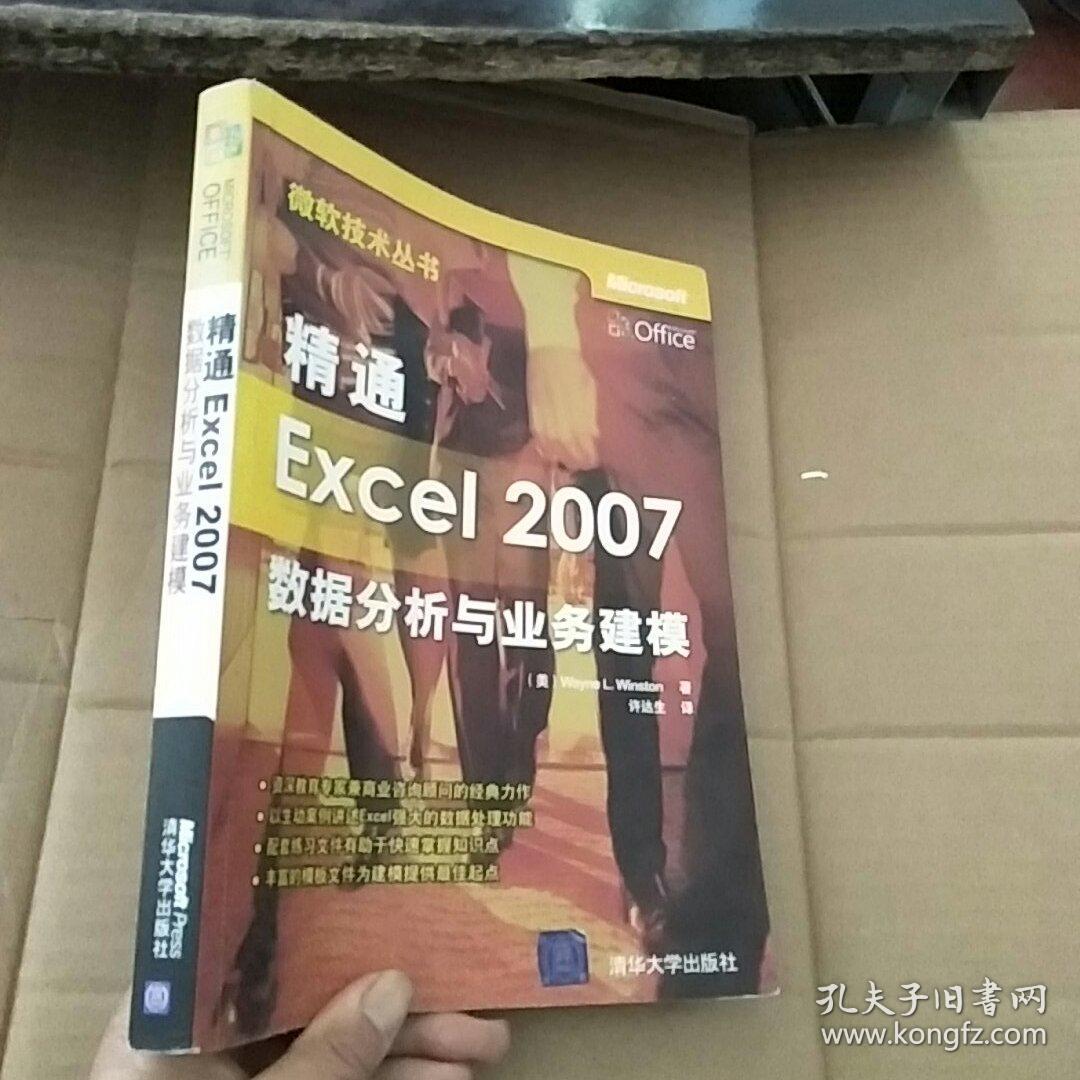 MICROSOFT
OFFICE
精通 Excel 2007
数据分析与业务建模
Microsoft Press
清华大学出版社
微软技术丛书
Microsoft
Office
精通
Excel 2007
数据分析与业务建模
（美）Wayne L. Winston 著
许达生 译
•资深教育专家兼商业咨询顾问的经典力作
•以生动案例讲述Excel强大的数据处理功能
•配套练习文件有助于快速掌握知识点
•丰富的模板文件为建模提供最佳起点
清华大学出版社
孔夫子旧書网
www.kongfz.com